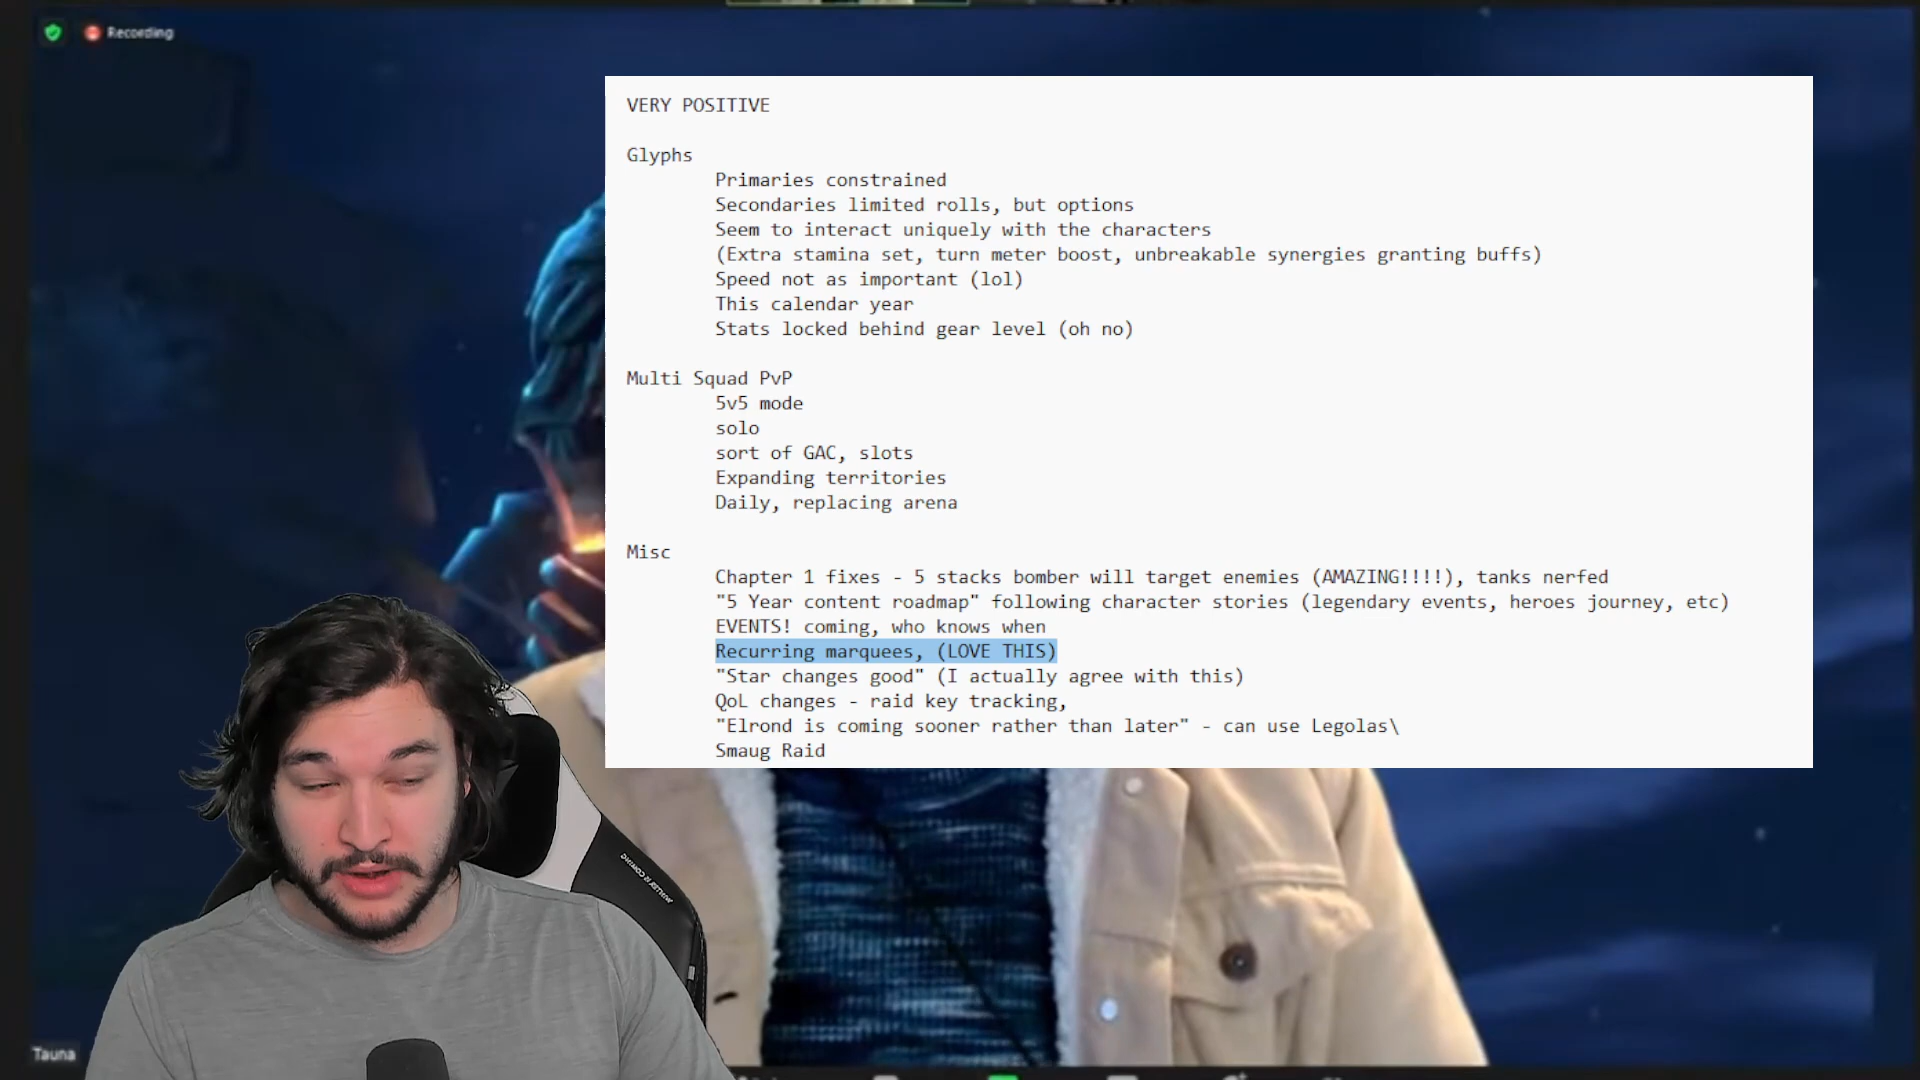 Recording
VERY POSITIVE
Glyphs
Primaries constrained
Secondaries limited rolls, but options
Seem to interact uniquely with the characters
(Extra stamina set, turn meter boost, unbreakable synergies granting buffs)
Speed not as important (lol)
This calendar year
Stats locked behind gear level (oh no)
Multi Squad PvP
5v5 mode
solo
sort of GAC, slots
Expanding territories
Daily, replacing arena
Misc
Chapter 1 fixes - 5 stacks bomber will target enemies (AMAZING!!!!), tanks nerfed
"5 Year content roadmap" following character stories (legendary events, heroes journey, etc)
EVENTS! coming, who knows when
Recurring marquees, (LOVE THIS)
"Star changes good" (I actually agree with this)
QoL changes - raid key tracking,
"Elrond is coming sooner rather than later" - can use Legolas\
Smaug Raid
Tauna